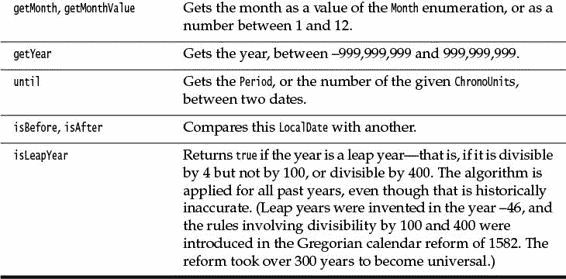 getMonth, getMonthValue Gets the month as a value of the Month enumeration, or as a
number between 1 and 12.
getYear Gets the year, between –999,999,999 and 999,999,999.
until Gets the Period, or the number of the given ChronoUnits,
between two dates.
isBefore, isAfter Compares this LocalDate with another.
isLeapYear Returns true if the year is a leap year—that is, if it is divisible
by 4 but not by 100, or divisible by 400. The algorithm is
applied for all past years, even though that is historically
inaccurate. (Leap years were invented in the year –46, and
the rules involving divisibility by 100 and 400 were
introduced in the Gregorian calendar reform of 1582. The
reform took over 300 years to become universal.)